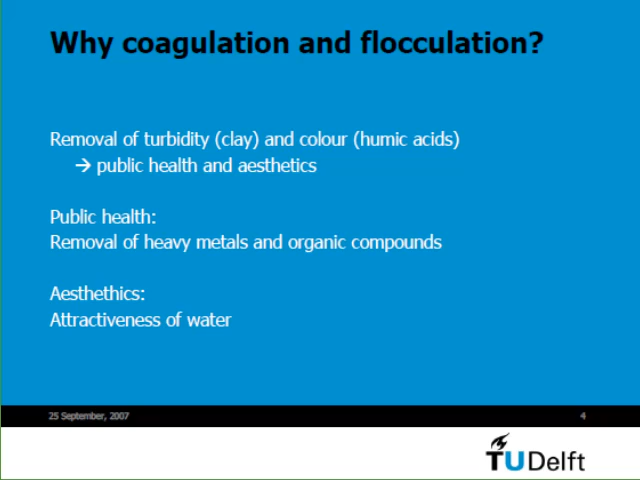 Why coagulation and flocculation?
Removal of turbidity (clay) and colour (humic acids)
→ public health and aesthetics
Public health:
Removal of heavy metals and organic compounds
Aesthethics:
Attractiveness of water
25 September, 2007
4
TUDelft